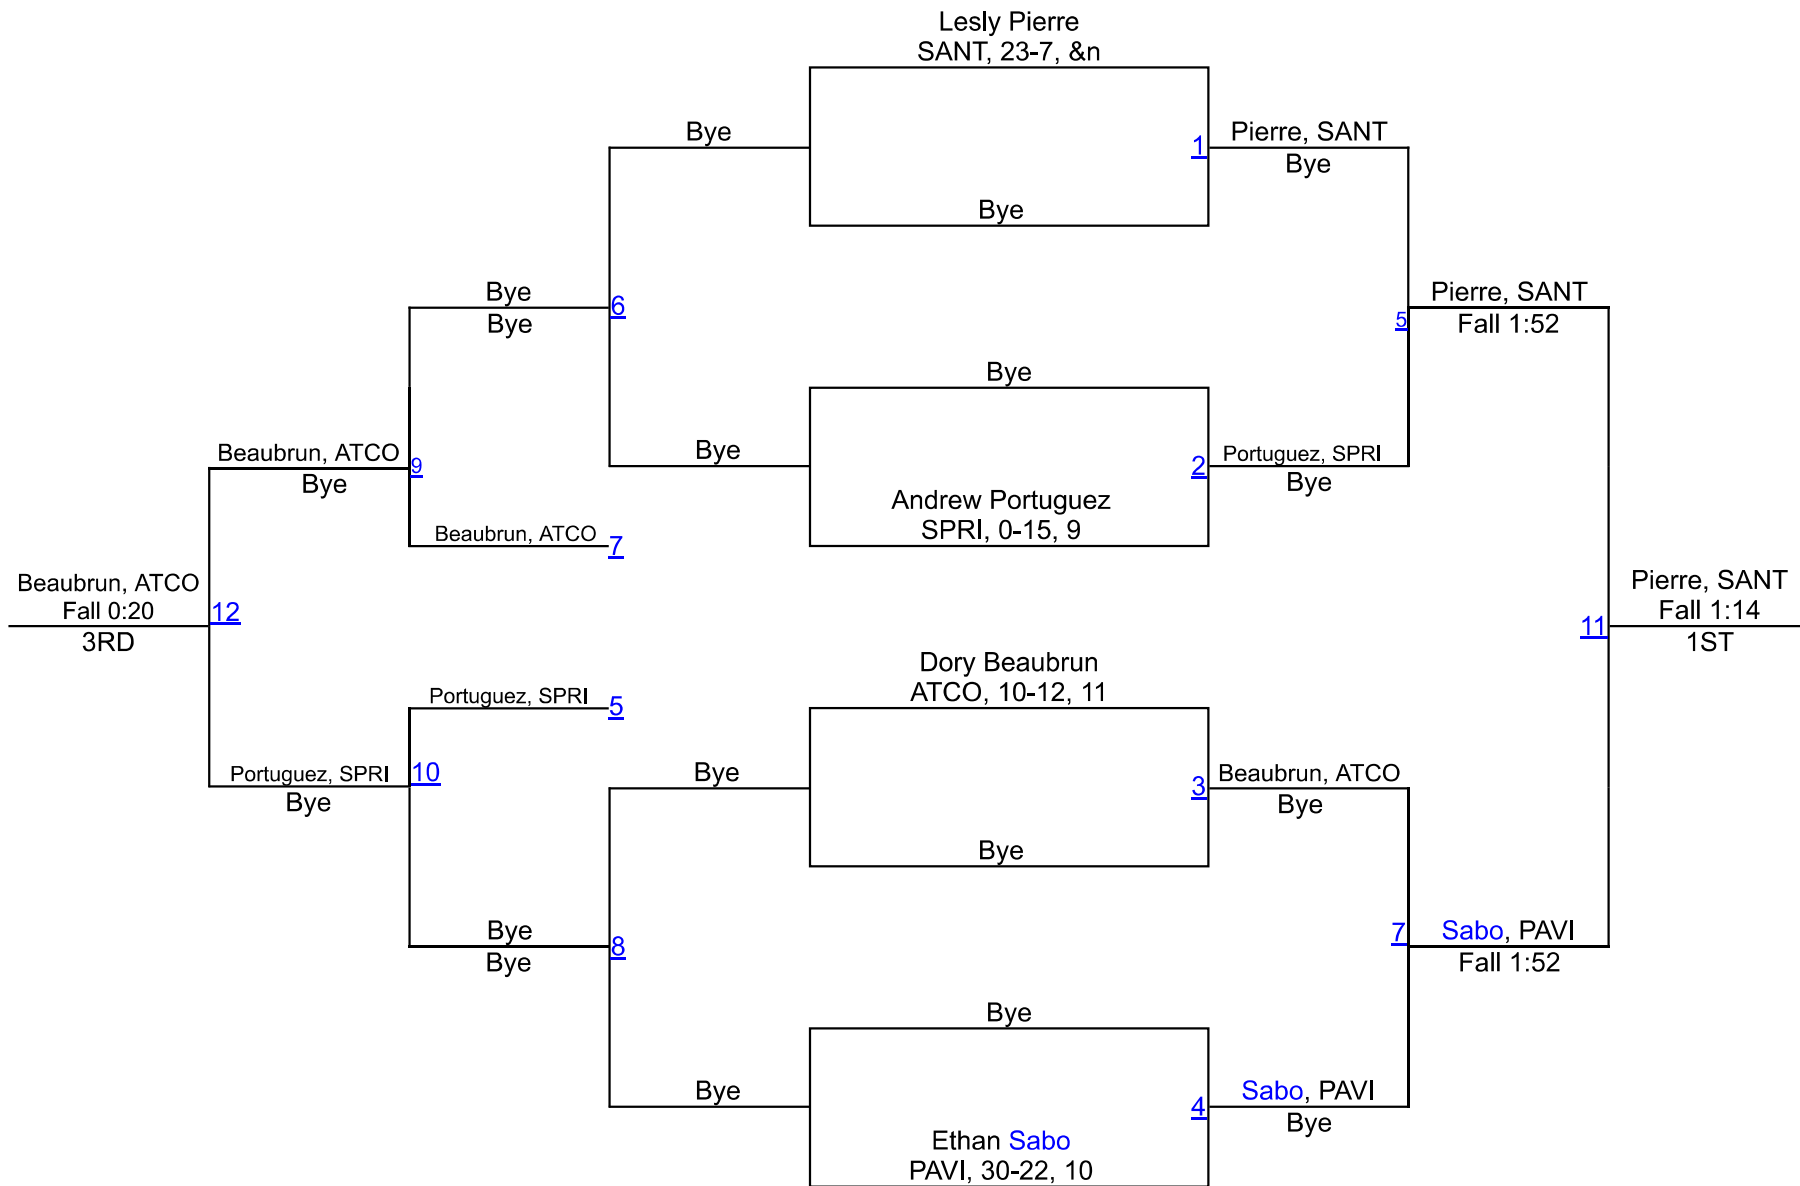 Lesly Pierre
SANT, 23-7, &n
Bye
1
Pierre, SANT
Bye
Bye
Bye
Bye
6
Pierre, SANT
Fall 1:52
5
Bye
Beaubrun, ATCO
Bye
9
Bye
2
Portuguez, SPRI
Bye
Andrew Portuguez
SPRI, 0-15, 9
Beaubrun, ATCO
7
Beaubrun, ATCO
Fall 0:20
3RD
12
Pierre, SANT
Fall 1:14
1ST
11
Dory Beaubrun
ATCO, 10-12, 11
Portuguez, SPRI
5
Portuguez, SPRI
Bye
10
Bye
3
Beaubrun, ATCO
Bye
Bye
Bye
Bye
8
7
Sabo, PAVI
Fall 1:52
Bye
Bye
4
Sabo, PAVI
Bye
Ethan Sabo
PAVI, 30-22, 10